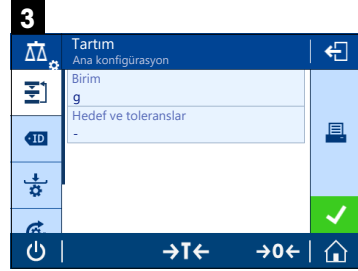 3
Tartım
Ana konfigürasyon
Birim
g
Hedef ve toleranslar
-
ID
→T←
→0←